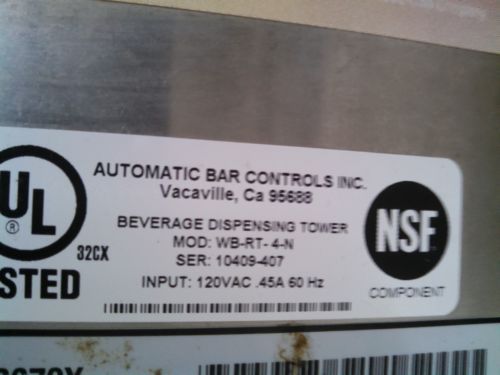 AUTOMATIC BAR CONTROLS INC.
Vacaville, Ca 95688
BEVERAGE DISPENSING TOWER
MOD: WB-RT- 4-N
SER: 10409-407
INPUT: 120VAC .45A 60 Hz
UL
®
32CX
STED
NSF
COMPONENT